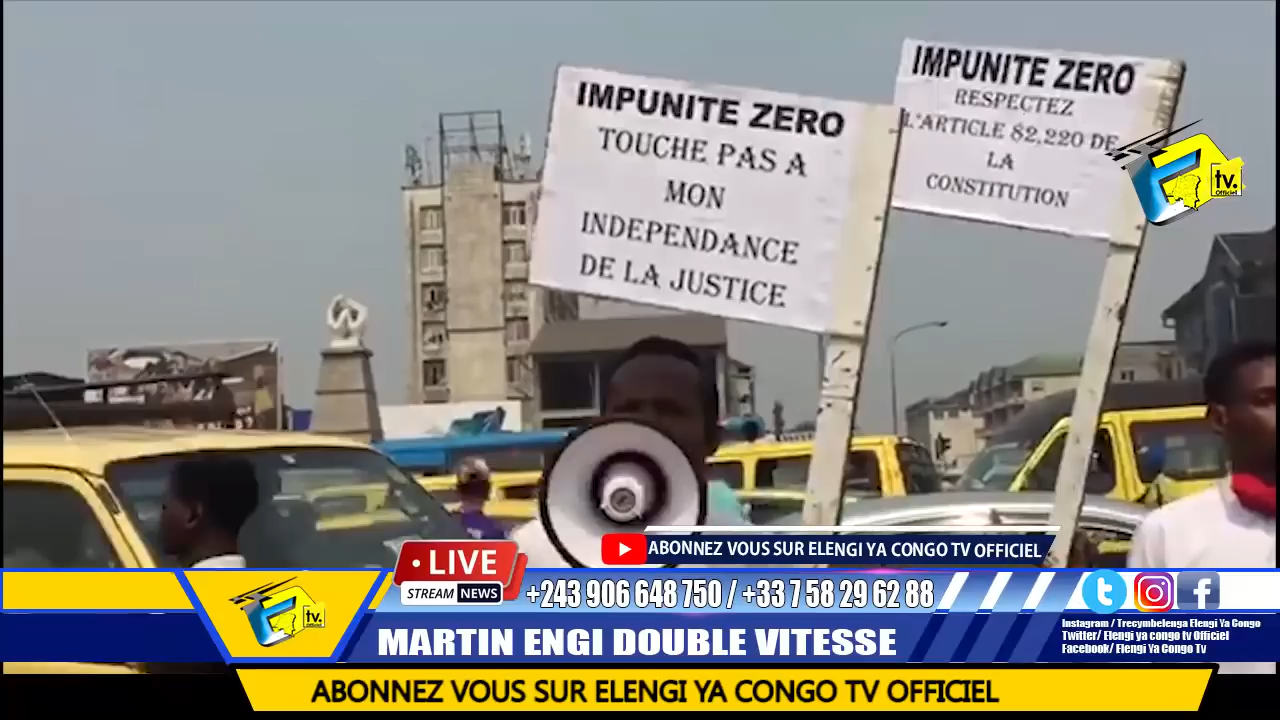 IMPUNITE ZERO
TOUCHE PAS A
MON
INDEPENDANCE
DE LA JUSTICE
IMPUNITE ZERO
RESPECTEZ
L'ARTICLE 82,220 DE
LA
CONSTITUTION
tv.
Officiel
ABONNEZ VOUS SUR ELENGI YA CONGO TV OFFICIEL
• LIVE
STREAM NEWS
+243 906 648 750 / +33 7 58 29 62 88
tv.
MARTIN ENGI DOUBLE VITESSE
Instagram / Trecymbelenga Elengi Ya Congo
Twitter/ Elengi ya congo tv Officiel
Facebook/ Elengi Ya Congo Tv
ABONNEZ VOUS SUR ELENGI YA CONGO TV OFFICIEL